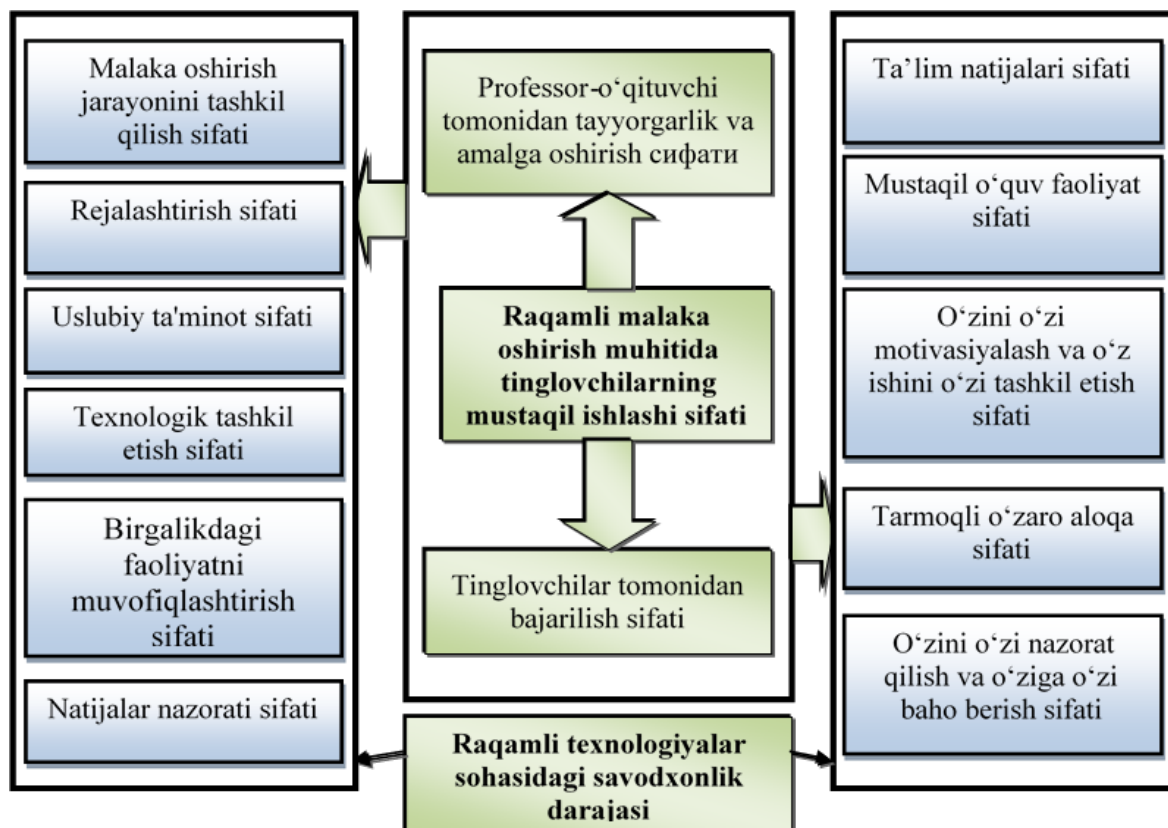 Malaka oshirish
jarayonini tashkil
qilish sifati
Rejalashtirish sifati
Uslubiy ta'minot sifati
Texnologik tashkil
etish sifati
Birgalikdagi
faoliyatni
muvofiqlashtirish
sifati
Natijalar nazorati sifati
Professor-o‘qituvchi
tomonidan tayyorgarlik va
amalga oshirish сифати
Raqamli malaka
oshirish muhitida
tinglovchilarning
mustaqil ishlashi sifati
Tinglovchilar tomonidan
bajarilish sifati
Raqamli texnologiyalar
sohasidagi savodxonlik
darajasi
Ta’lim natijalari sifati
Mustaqil o‘quv faoliyat
sifati
O‘zini o‘zi
motivasiyalash va o‘z
ishini o‘zi tashkil etish
sifati
Tarmoqli o‘zaro aloqa
sifati
O‘zini o‘zi nazorat
qilish va o‘ziga o‘zi
baho berish sifati